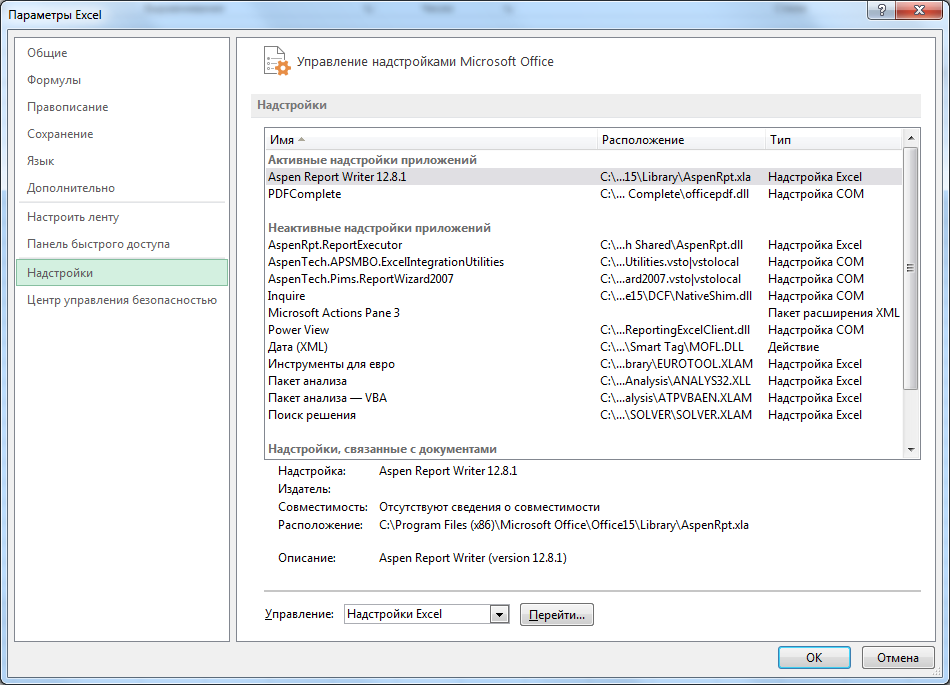 Параметры Excel
Общие
Формулы
Правописание
Сохранение
Язык
Дополнительно
Настроить ленту
Панель быстрого доступа
Надстройки
Центр управления безопасностью
Управление надстройками Microsoft Office
Надстройки
Имя Расположение Тип
Активные надстройки приложений
Aspen Report Writer 12.8.1 C:\...15\Library\AspenRpt.xla Надстройка Excel
PDFComplete C:\... Complete\officepdf.dll Надстройка COM
Неактивные надстройки приложений
AspenRpt.ReportExecutor C:\...h Shared\AspenRpt.dll Надстройка Excel
AspenTech.APSMBO.ExcelIntegrationUtilities C:\...Utilities.vsto|vstolocal Надстройка COM
AspenTech.Pims.ReportWizard2007 C:\...ard2007.vsto|vstolocal Надстройка COM
Inquire C:\...e15\DCF\NativeShim.dll Надстройка COM
Microsoft Actions Pane 3 Пакет расширения XML
Power View C:\...ReportingExcelClient.dll Надстройка COM
Дата (XML) C:\...\Smart Tag\MOFL.DLL Действие
Инструменты для евро C:\...brary\EUROTOOL.XLAM Надстройка Excel
Пакет анализа C:\...Analysis\ANALYS32.XLL Надстройка Excel
Пакет анализа — VBA C:\...alysis\ATPVBAEN.XLAM Надстройка Excel
Поиск решения C:\...\SOLVER\SOLVER.XLAM Надстройка Excel
Надстройки, связанные с документами
Надстройка: Aspen Report Writer 12.8.1
Издатель:
Совместимость: Отсутствуют сведения о совместимости
Расположение: C:\Program Files (x86)\Microsoft Office\Office15\Library\AspenRpt.xla
Описание: Aspen Report Writer (version 12.8.1)
Управление: Надстройки Excel Перейти...
ОК Отмена